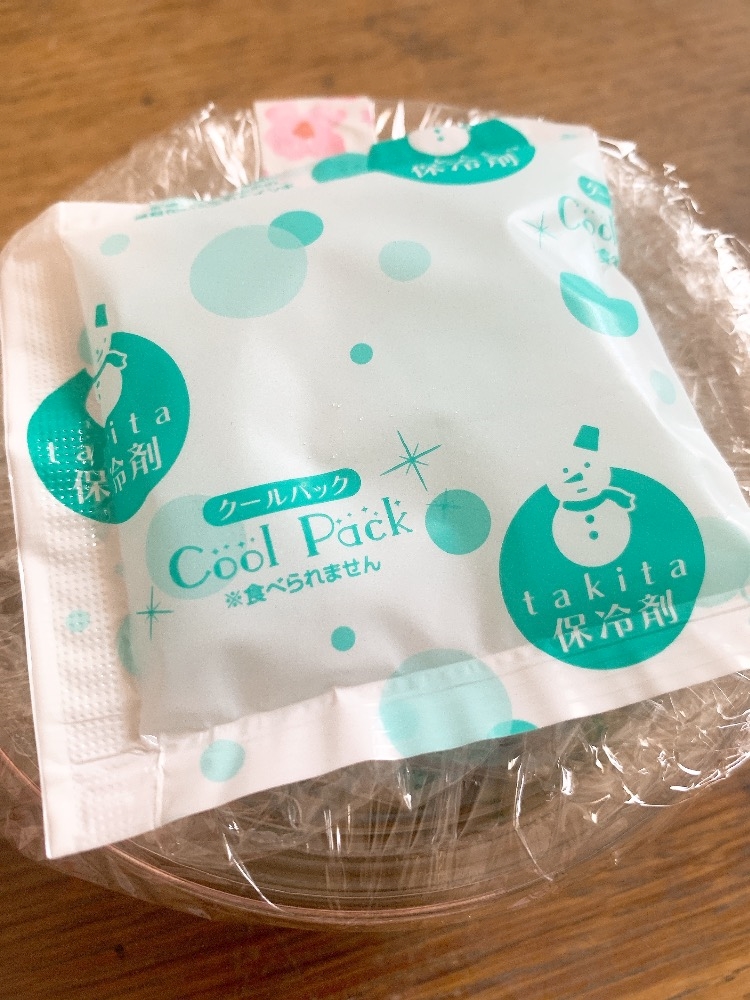 保冷剤
Coo
takita
保冷剤
クールパック
Cool Pack
※食べられません
takita
保冷剤